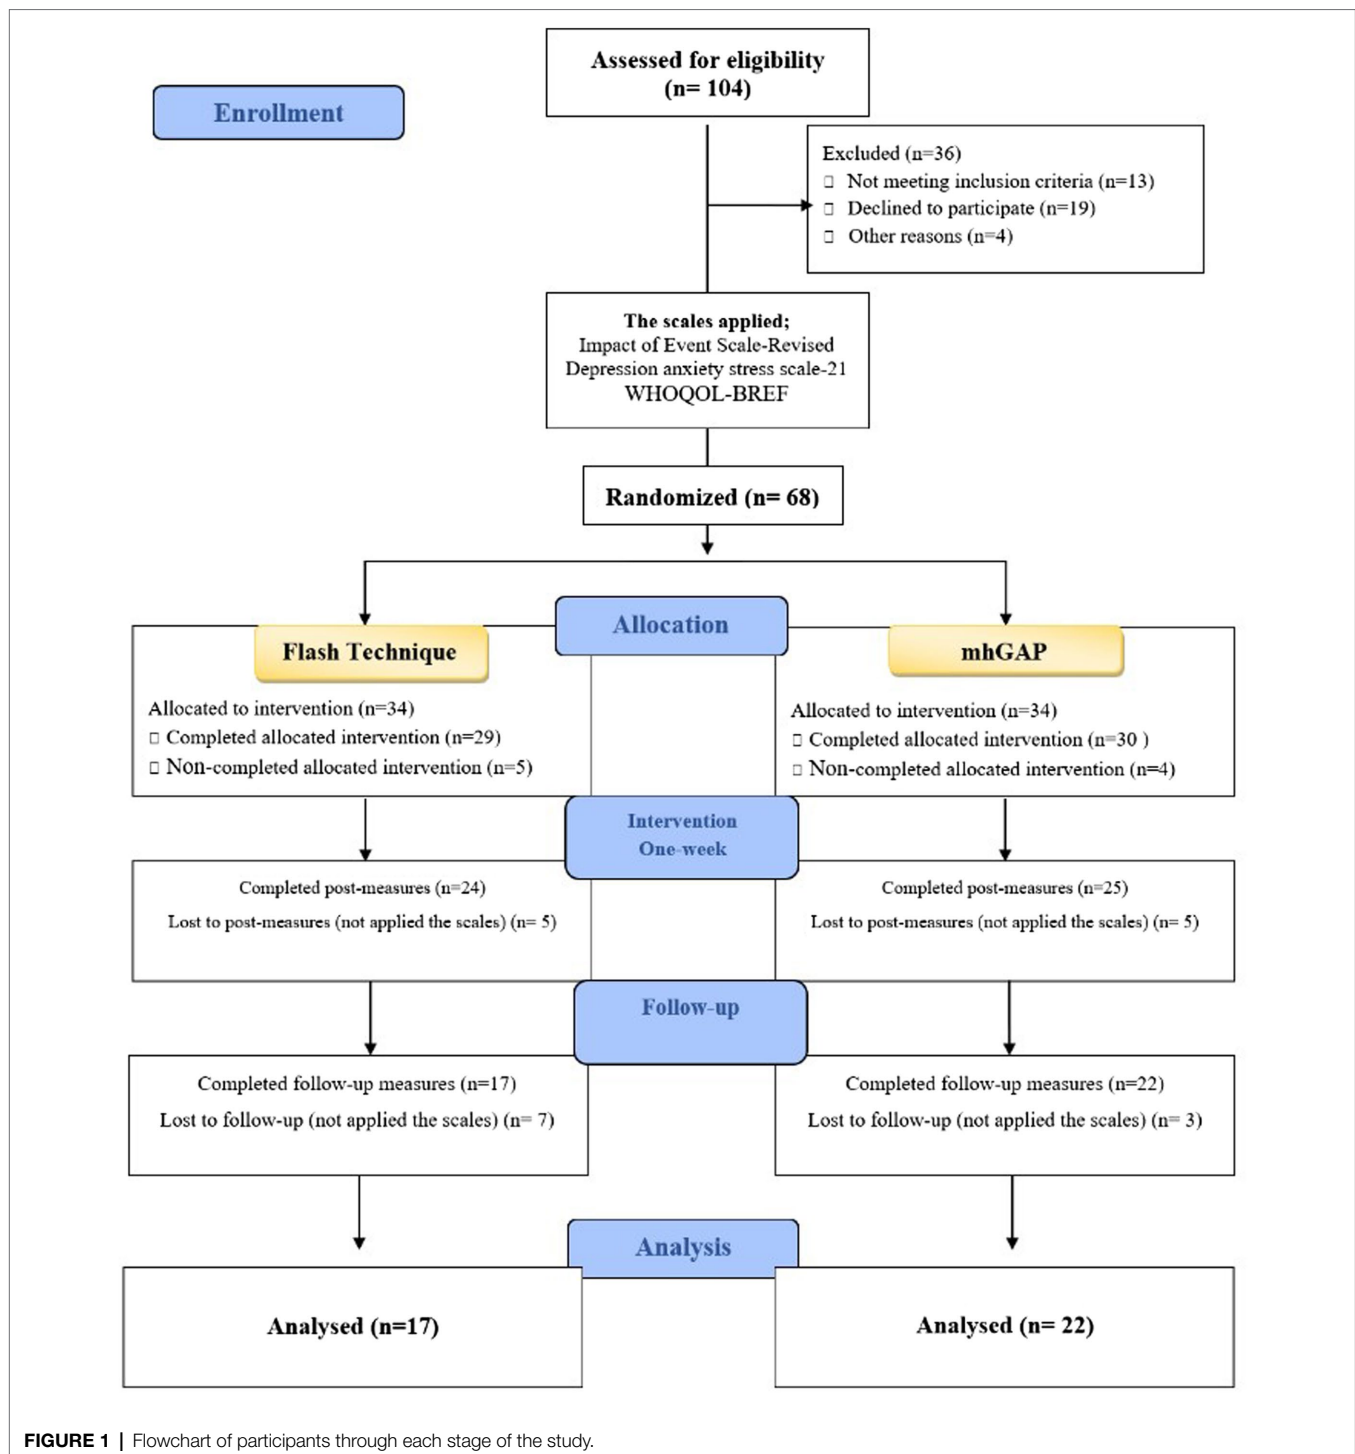 Assessed for eligibility
(n= 104)
Enrollment
Excluded (n=36)
Not meeting inclusion criteria (n=13)
Declined to participate (n=19)
Other reasons (n=4)
The scales applied;
Impact of Event Scale-Revised
Depression anxiety stress scale-21
WHOQOL-BREF
Randomized (n= 68)
Allocation
Flash Technique
Allocated to intervention (n=34)
Completed allocated intervention (n=29)
Non-completed allocated intervention (n=5)
mhGAP
Allocated to intervention (n=34)
Completed allocated intervention (n=30 )
Non-completed allocated intervention (n=4)
Intervention
One-week
Completed post-measures (n=24)
Lost to post-measures (not applied the scales) (n= 5)
Completed post-measures (n=25)
Lost to post-measures (not applied the scales) (n= 5)
Follow-up
Completed follow-up measures (n=17)
Lost to follow-up (not applied the scales) (n= 7)
Completed follow-up measures (n=22)
Lost to follow-up (not applied the scales) (n= 3)
Analysis
Analysed (n=17)
Analysed (n= 22)
FIGURE 1 | Flowchart of participants through each stage of the study.